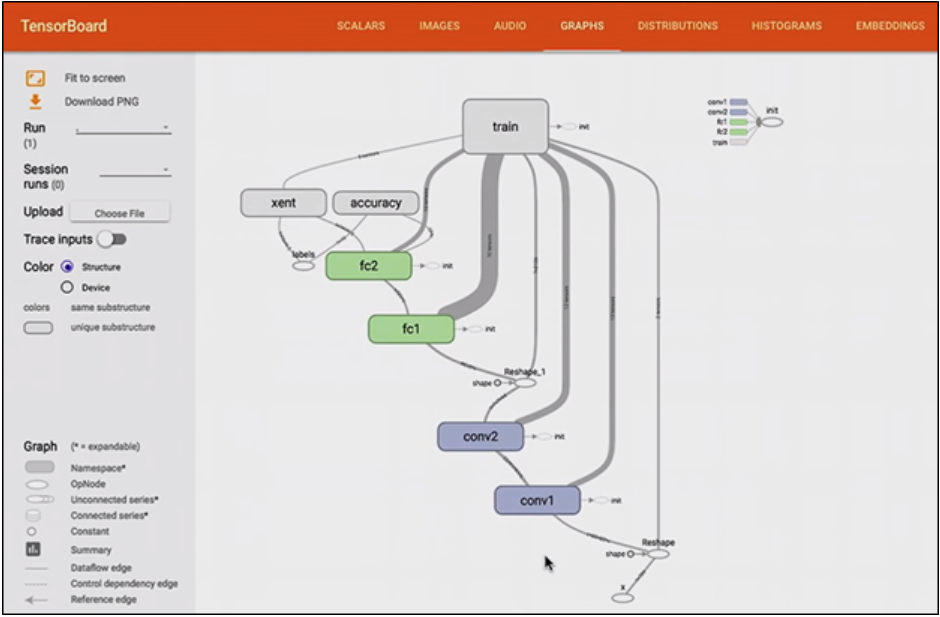 TensorBoard
SCALARS
IMAGES
AUDIO
GRAPHS
DISTRIBUTIONS
HISTOGRAMS
EMBEDDINGS
Fit to screen
Download PNG
Run
(1)
Session
runs (0)
Upload
Choose File
Trace inputs
Color
Structure
Device
colors
same substructure
unique substructure
Graph
(* = expandable)
Namespace*
OpNode
Unconnected series*
Connected series*
Constant
Summary
Dataflow edge
Control dependency edge
Reference edge
train
init
conv1
conv2
fc1
fc2
train
init
xent
accuracy
labels
fc2
init
fc1
init
Reshape_1
shape
conv2
init
conv1
init
Reshape
shape
x